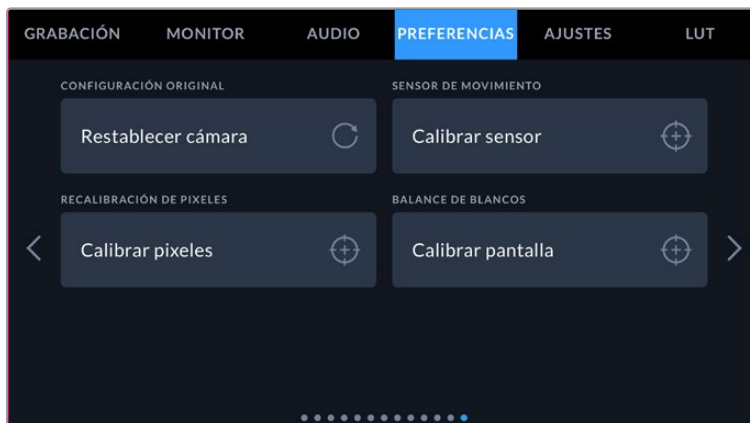 GRABACIÓN MONITOR AUDIO PREFERENCIAS AJUSTES LUT
CONFIGURACIÓN ORIGINAL SENSOR DE MOVIMIENTO
Restablecer cámara Calibrar sensor
RECALIBRACIÓN DE PIXELES BALANCE DE BLANCOS
Calibrar pixeles Calibrar pantalla